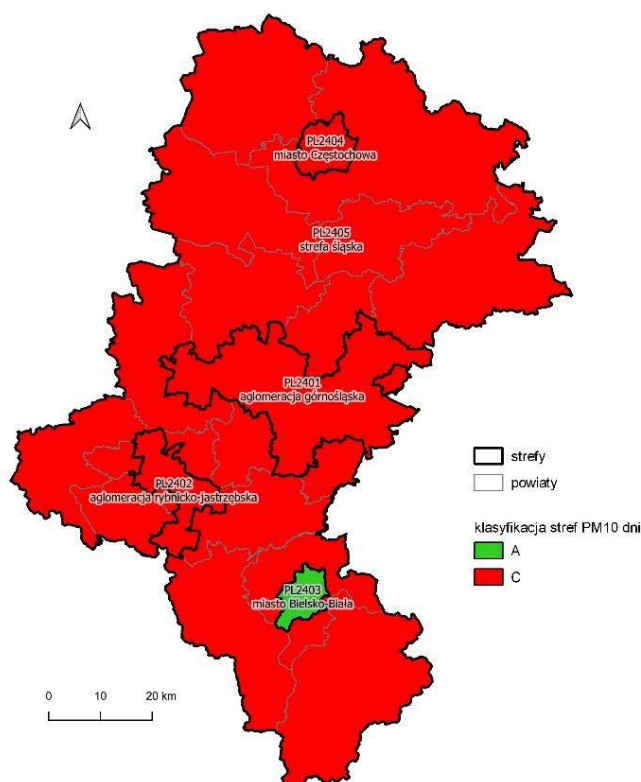 PL2404
miasto Częstochowa
PL2405
strefa śląska
PL2401
aglomeracja górnośląska
PL2402
aglomeracja rybnicko-jastrzębska
PL2403
miasto Bielsko-Biała
strefy
powiaty
klasyfikacja stref PM10 dni
A
C
0 10 20 km